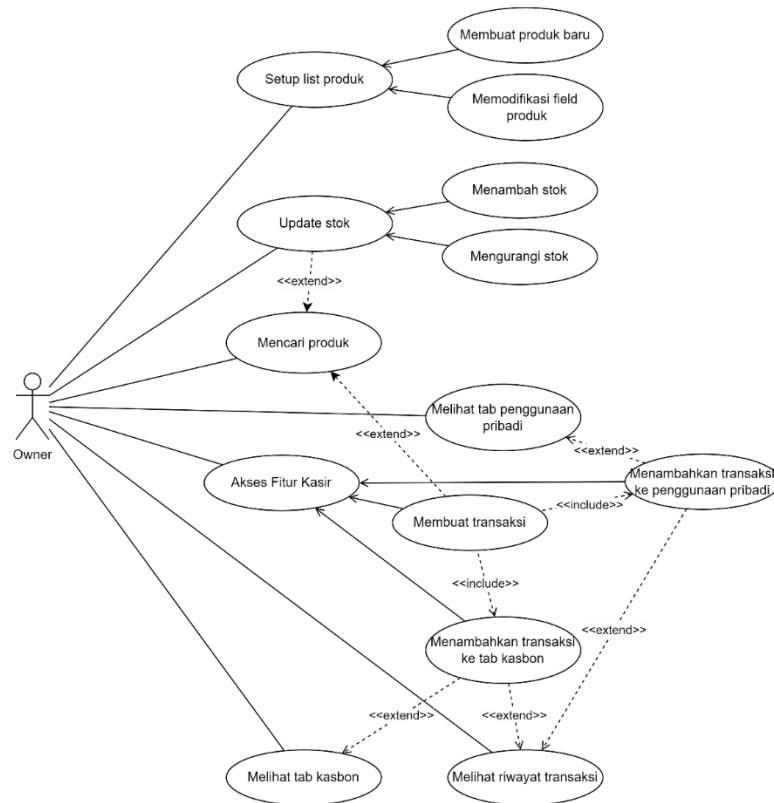 Membuat produk baru
Setup list produk
Memodifikasi field
produk
Menambah stok
Update stok
Mengurangi stok
<<extend>>
Mencari produk
Owner
Melihat tab penggunaan
pribadi
<<extend>>
<<extend>>
Akses Fitur Kasir
Menambahkan transaksi
ke penggunaan pribadi
<<include>>
Membuat transaksi
<<include>>
Menambahkan transaksi
ke tab kasbon
<<extend>>
<<extend>>
<<extend>>
Melihat tab kasbon
Melihat riwayat transaksi